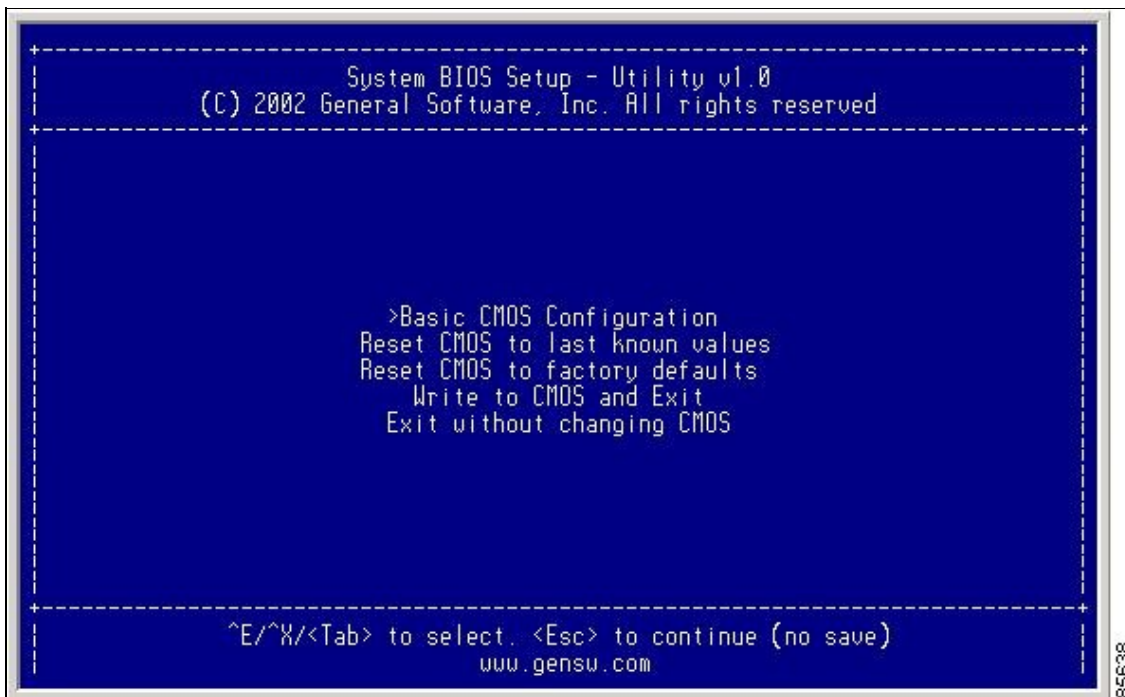 System BIOS Setup - Utility v1.0
(C) 2002 General Software, Inc. All rights reserved
>Basic CMOS Configuration
Reset CMOS to last known values
Reset CMOS to factory defaults
Write to CMOS and Exit
Exit without changing CMOS
^E/^X/<Tab> to select. <Esc> to continue (no save)
www.gensw.com
95638